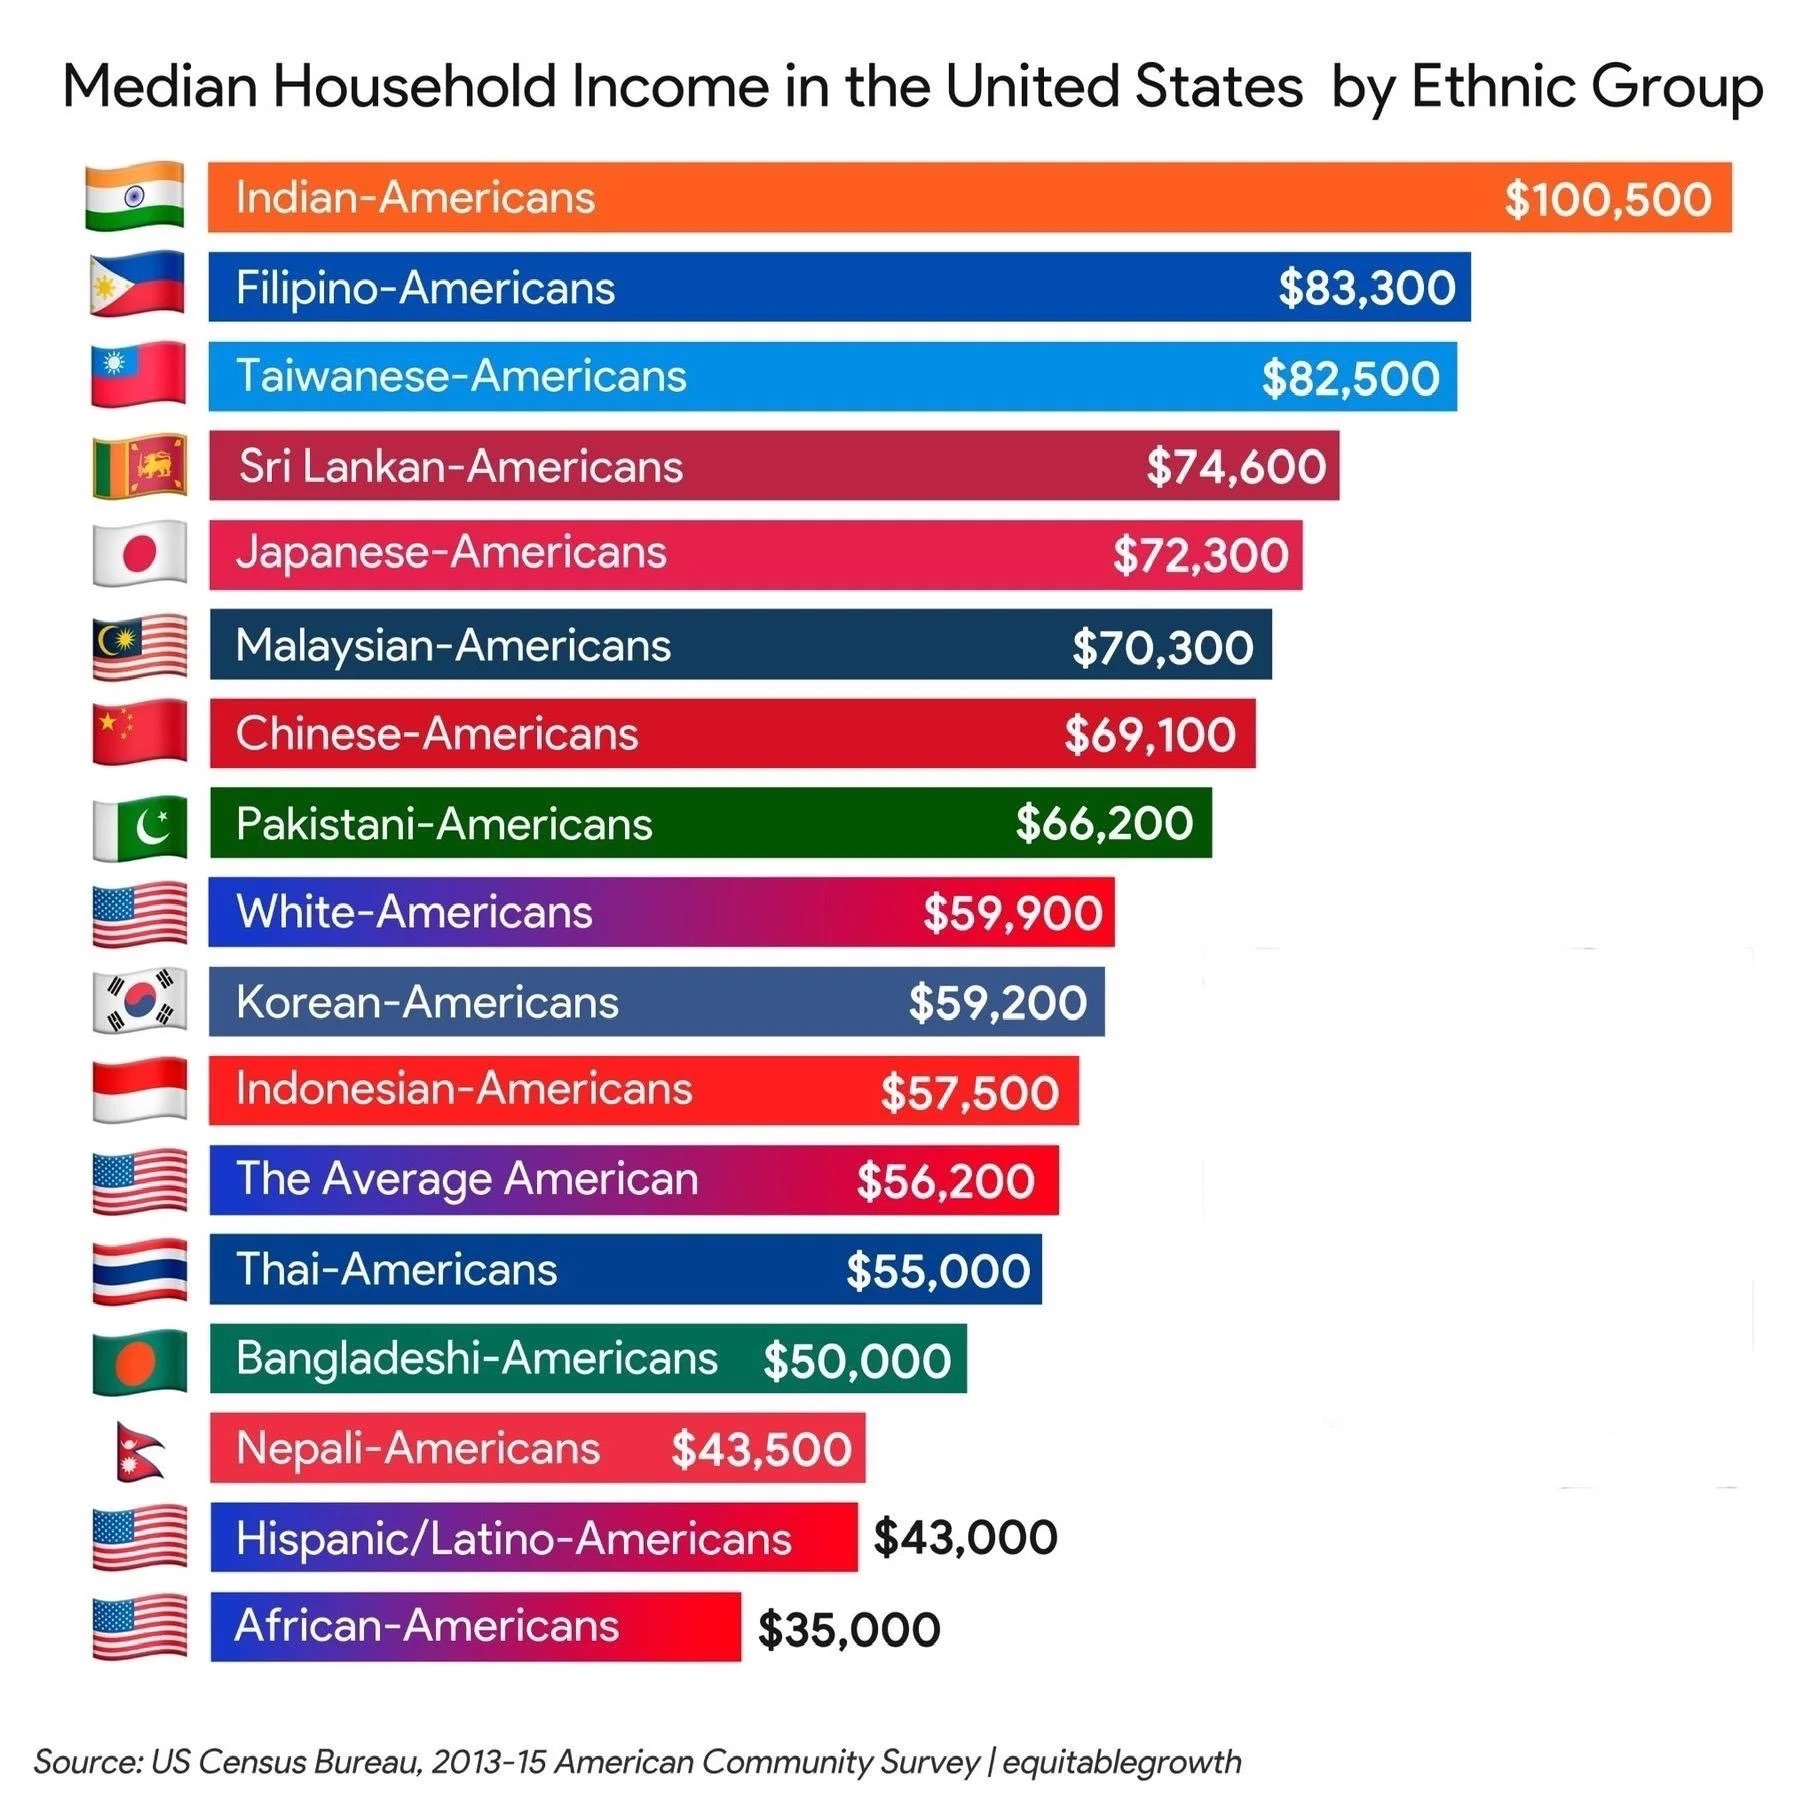 Median Household Income in the United States by Ethnic Group
Indian-Americans $100,500
Filipino-Americans $83,300
Taiwanese-Americans $82,500
Sri Lankan-Americans $74,600
Japanese-Americans $72,300
Malaysian-Americans $70,300
Chinese-Americans $69,100
Pakistani-Americans $66,200
White-Americans $59,900
Korean-Americans $59,200
Indonesian-Americans $57,500
The Average American $56,200
Thai-Americans $55,000
Bangladeshi-Americans $50,000
Nepali-Americans $43,500
Hispanic/Latino-Americans $43,000
African-Americans $35,000
Source: US Census Bureau, 2013-15 American Community Survey | equitablegrowth